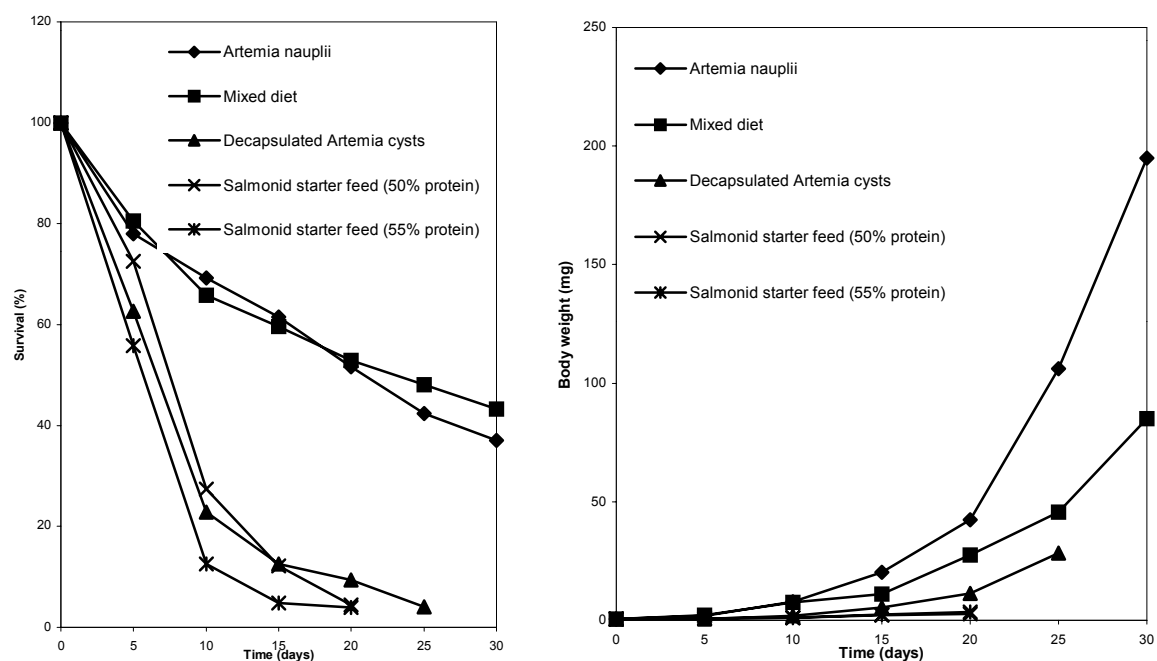 120
100
80
60
40
20
0
Survival (%)
Artemia nauplii
Mixed diet
Decapsulated Artemia cysts
Salmonid starter feed (50% protein)
Salmonid starter feed (55% protein)
0 5 10 15 20 25 30
Time (days)
250
200
150
100
50
0
Body weight (mg)
Artemia nauplii
Mixed diet
Decapsulated Artemia cysts
Salmonid starter feed (50% protein)
Salmonid starter feed (55% protein)
0 5 10 15 20 25 30
Time (days)